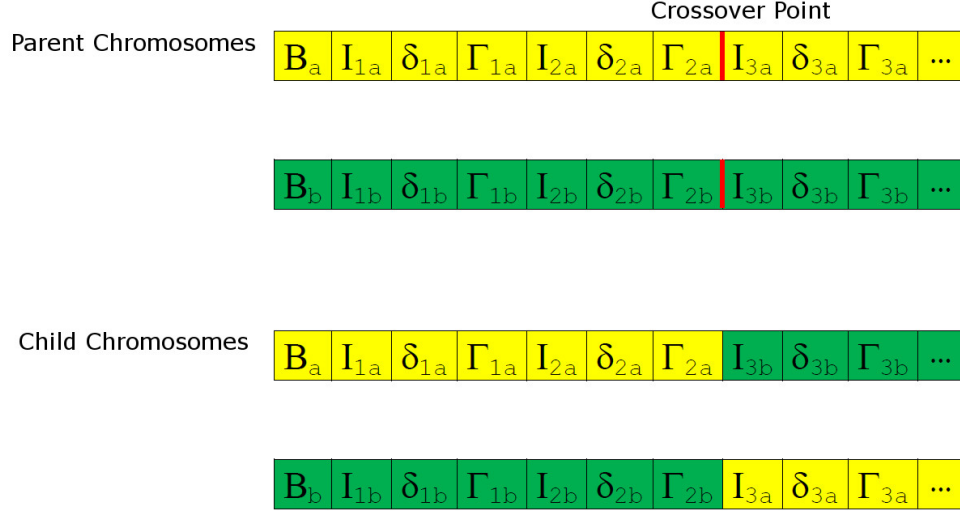 Crossover Point
Parent Chromosomes
B_a I_1a δ_1a Γ_1a I_2a δ_2a Γ_2a I_3a δ_3a Γ_3a ...
B_b I_1b δ_1b Γ_1b I_2b δ_2b Γ_2b I_3b δ_3b Γ_3b ...
Child Chromosomes
B_a I_1a δ_1a Γ_1a I_2a δ_2a Γ_2a I_3b δ_3b Γ_3b ...
B_b I_1b δ_1b Γ_1b I_2b δ_2b Γ_2b I_3a δ_3a Γ_3a ...